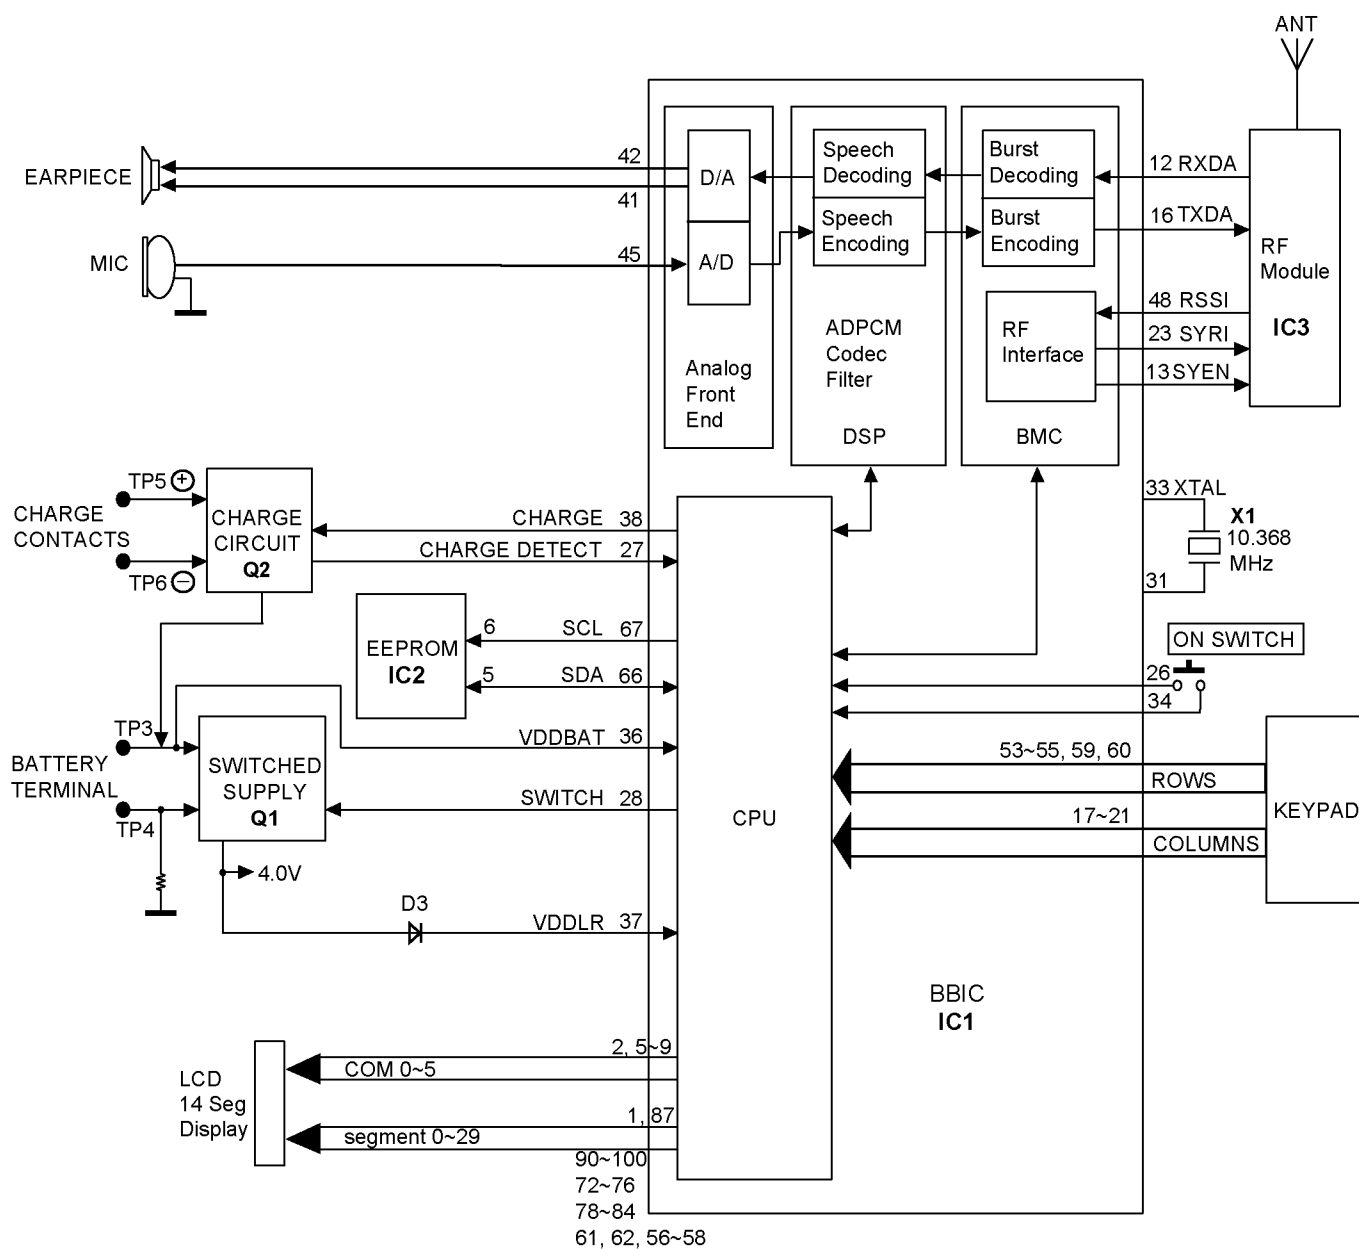 ANT
EARPIECE
42
41
D/A
Speech
Decoding
Burst
Decoding
12 RXDA
MIC
45
A/D
Speech
Encoding
Burst
Encoding
16 TXDA
RF
Module
IC3
48 RSSI
23 SYRI
13 SYEN
RF
Interface
ADPCM
Codec
Filter
Analog
Front
End
DSP
BMC
TP5 +
CHARGE
CONTACTS
TP6 −
CHARGE
CIRCUIT
Q2
CHARGE 38
CHARGE DETECT 27
33 XTAL
X1
10.368
MHz
31
EEPROM
IC2
6 SCL 67
5 SDA 66
ON SWITCH
26
34
TP3
BATTERY
TERMINAL
TP4
SWITCHED
SUPPLY
Q1
VDDBAT 36
SWITCH 28
CPU
53~55, 59, 60
ROWS
17~21
COLUMNS
KEYPAD
4.0V
D3
VDDLR 37
BBIC
IC1
LCD
14 Seg
Display
2, 5~9
COM 0~5
1, 87
segment 0~29
90~100
72~76
78~84
61, 62, 56~58